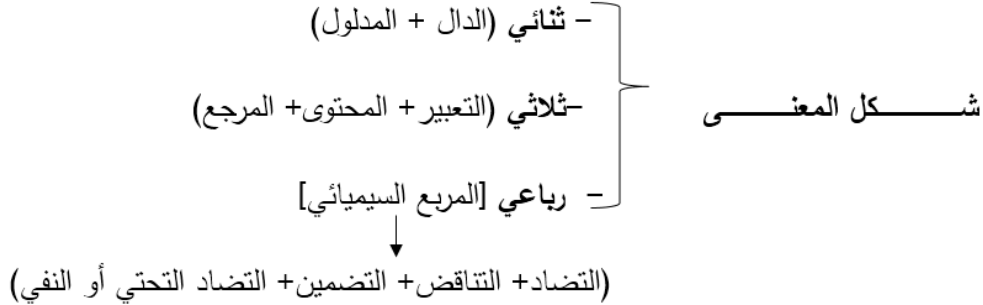 - ثنائي (الدال + المدلول)
شكل المعنى
-ثلاثي (التعبير + المحتوى+ المرجع)
- رباعي [المربع السيميائي]
(التضاد+ التناقض+ التضمين+ التضاد التحتي أو النفي)